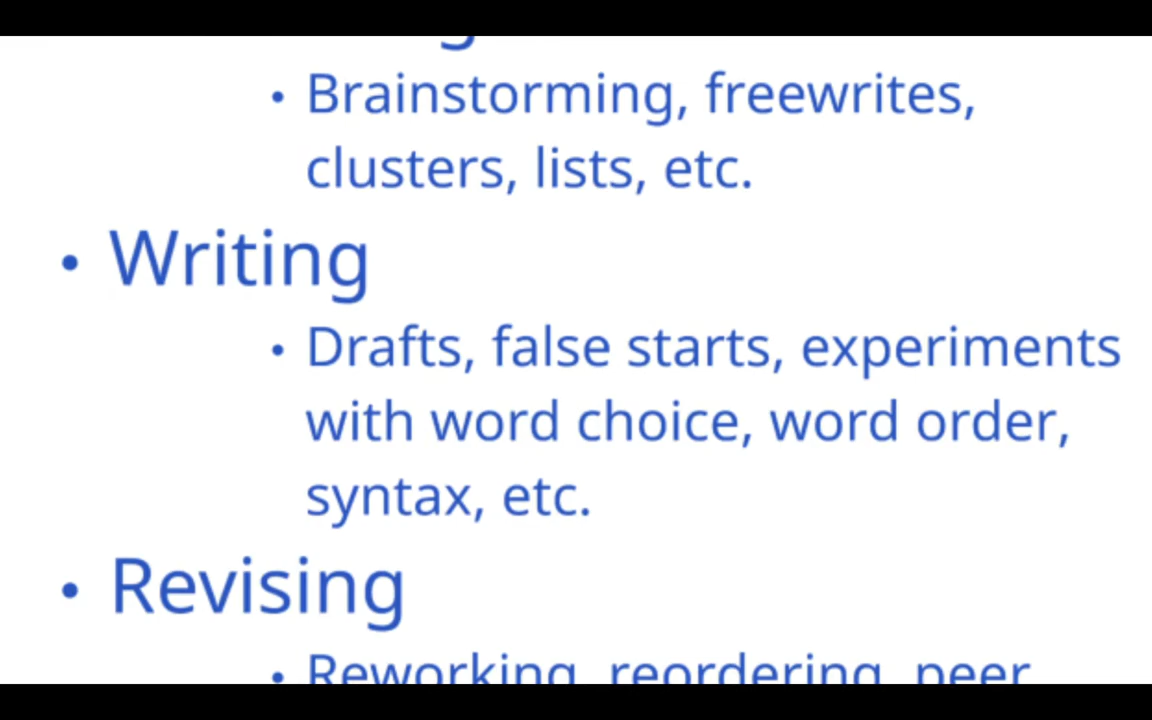 • Brainstorming, freewrites,
clusters, lists, etc.
• Writing
• Drafts, false starts, experiments
with word choice, word order,
syntax, etc.
• Revising
• Reworking, reordering, peer